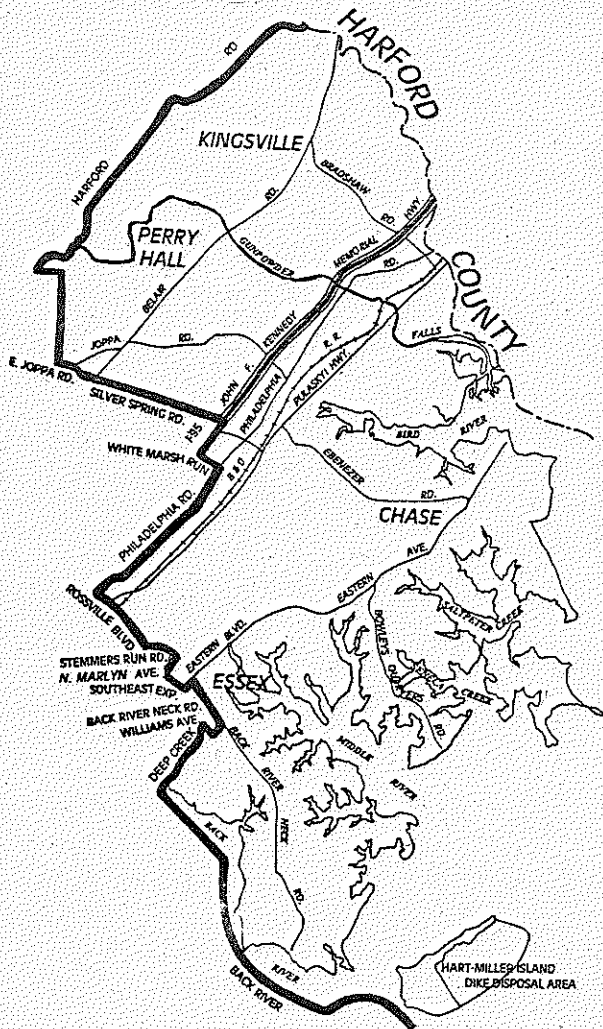 HARFORD
COUNTY
HARFORD RD.
KINGSVILLE
BRADSHAW RD.
PERRY
HALL
BELAIR RD.
GUNPOWDER FALLS
JOHN F. KENNEDY MEMORIAL HWY
PHILADELPHIA RD.
JOPPA RD.
E. JOPPA RD.
SILVER SPRING RD.
I-95
B & O R.R.
PULASKI HWY.
WHITE MARSH RUN
BIRD RIVER
EBENEZER RD.
PHILADELPHIA RD.
CHASE
EASTERN AVE.
ROSSVILLE BLVD
EASTERN BLVD.
SALTPETER CREEK
BOWLEY'S QUARTERS RD.
CREEK
STEMMERS RUN RD.
N. MARLYN AVE.
SOUTHEAST EXP.
ESSEX
BACK RIVER NECK RD.
WILLIAMS AVE.
BACK RIVER NECK RD.
MIDDLE RIVER
DEEP CREEK
BACK RIVER
BACK RIVER
HART-MILLER ISLAND
DIKE DISPOSAL AREA